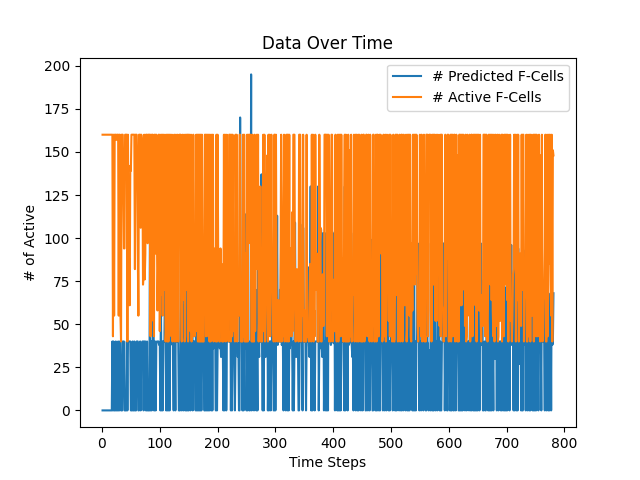 Data Over Time
# Predicted F-Cells
# Active F-Cells
200
175
150
125
100
75
50
25
0
# of Active
0 100 200 300 400 500 600 700 800
Time Steps